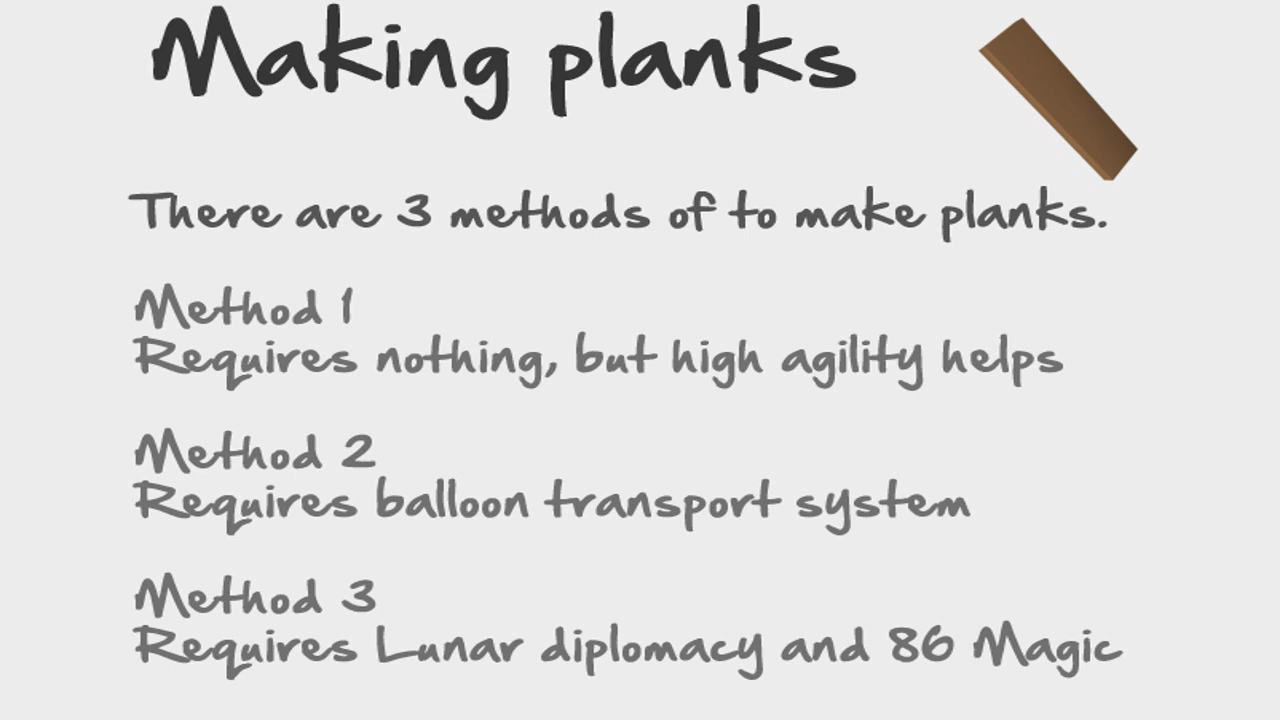 Making planks
There are 3 methods of to make planks.
Method 1
Requires nothing, but high agility helps
Method 2
Requires balloon transport system
Method 3
Requires Lunar diplomacy and 86 Magic